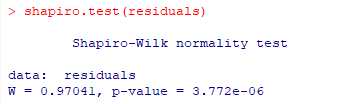 > shapiro.test(residuals)
Shapiro-Wilk normality test
data:  residuals
W = 0.97041, p-value = 3.772e-06